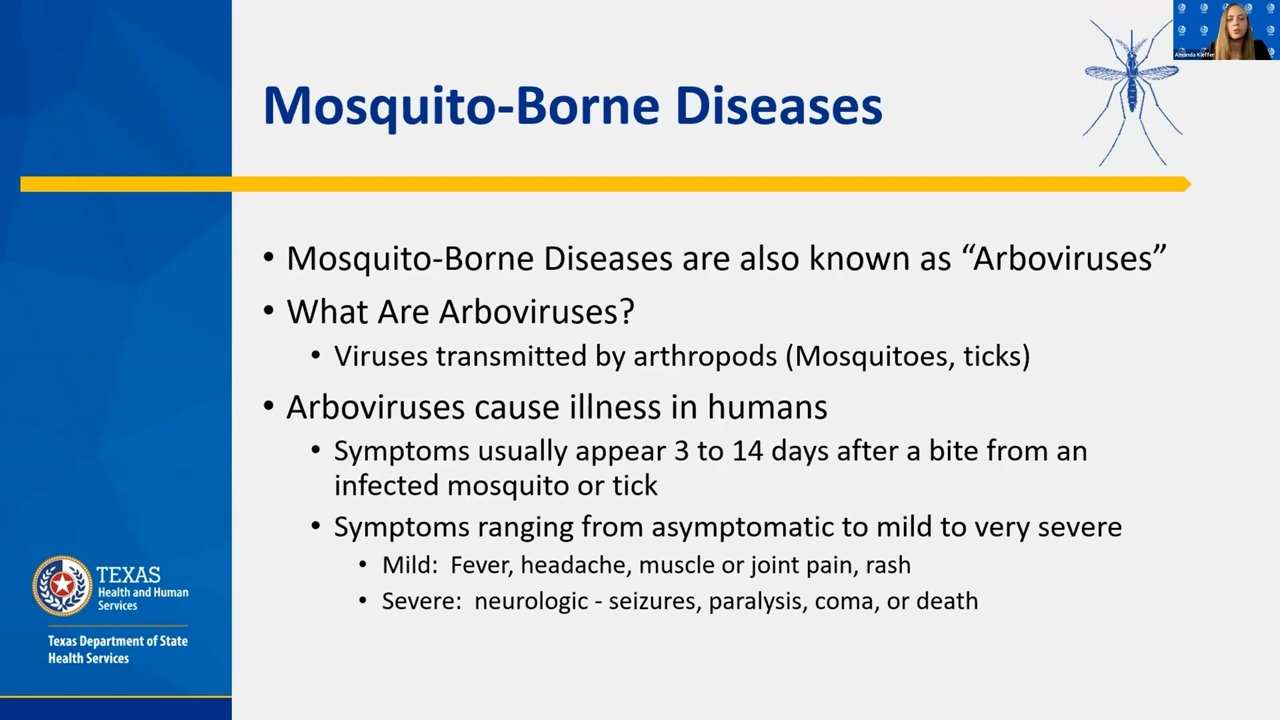 Amanda Kieffer
Mosquito-Borne Diseases
• Mosquito-Borne Diseases are also known as “Arboviruses”
• What Are Arboviruses?
• Viruses transmitted by arthropods (Mosquitoes, ticks)
• Arboviruses cause illness in humans
• Symptoms usually appear 3 to 14 days after a bite from an
infected mosquito or tick
• Symptoms ranging from asymptomatic to mild to very severe
• Mild: Fever, headache, muscle or joint pain, rash
• Severe: neurologic - seizures, paralysis, coma, or death
TEXAS
Health and Human
Services
Texas Department of State
Health Services